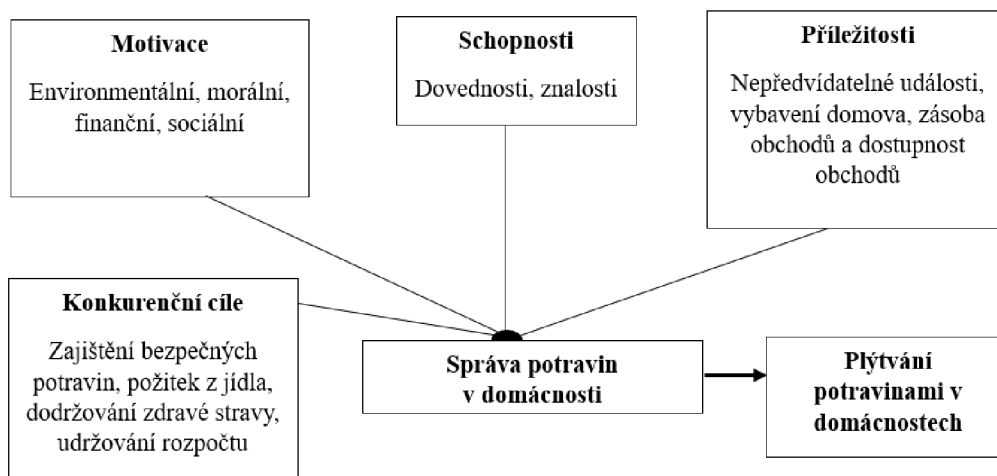 Motivace
Environmentální, morální,
finanční, sociální
Schopnosti
Dovednosti, znalosti
Příležitosti
Nepředvídatelné události,
vybavení domova, zásoba
obchodů a dostupnost
obchodů
Konkurenční cíle
Zajištění bezpečných
potravin, požitek z jídla,
dodržování zdravé stravy,
udržování rozpočtu
Správa potravin
v domácnosti
Plýtvání
potravinami v
domácnostech